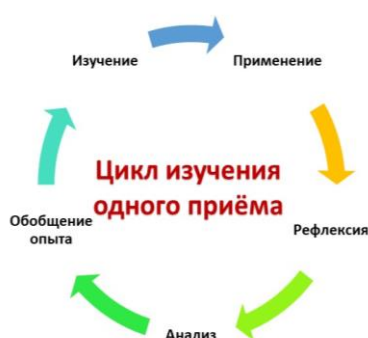 Изучение
Применение
Цикл изучения
одного приёма
Обобщение
опыта
Рефлексия
Анализ